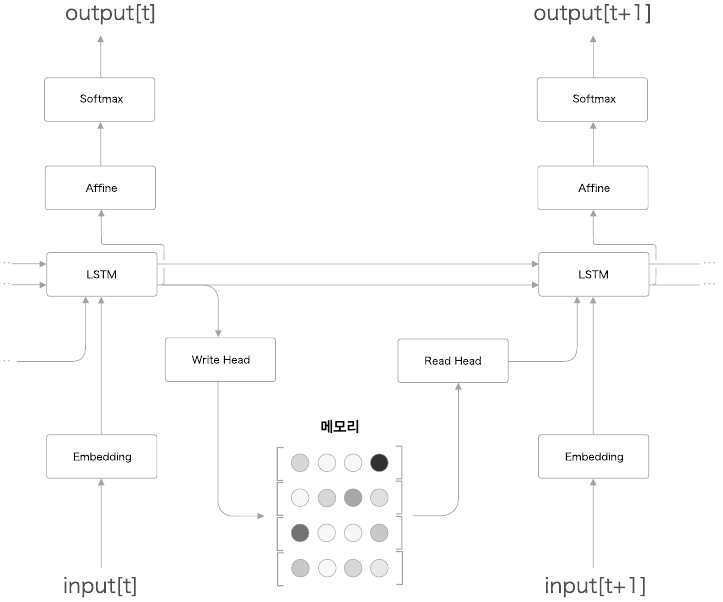 output[t]
output[t+1]
Softmax
Softmax
Affine
Affine
LSTM
LSTM
Write Head
Read Head
메모리
Embedding
Embedding
input[t]
input[t+1]